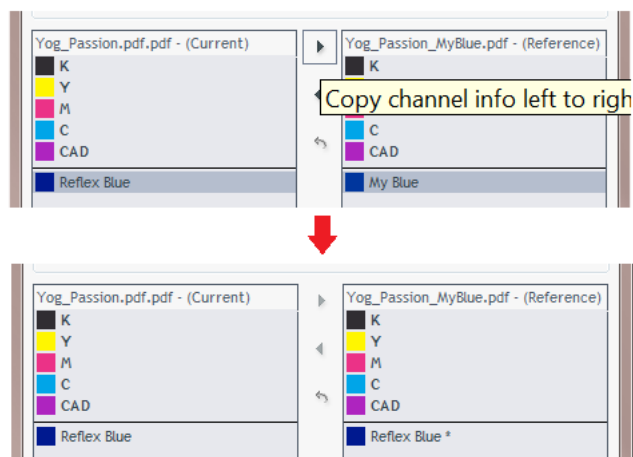 Yog_Passion.pdf.pdf - (Current)
K
Y
M
C
CAD
Reflex Blue
Yog_Passion_MyBlue.pdf - (Reference)
K
Copy channel info left to righ
C
CAD
My Blue
Yog_Passion.pdf.pdf - (Current)
K
Y
M
C
CAD
Reflex Blue
Yog_Passion_MyBlue.pdf - (Reference)
K
Y
M
C
CAD
Reflex Blue *